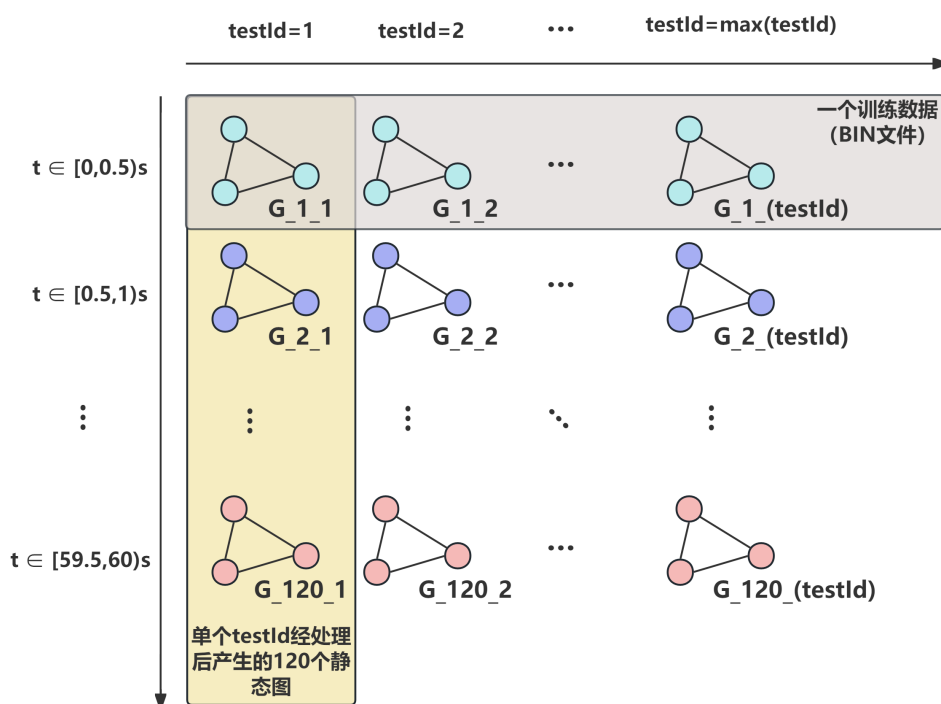 testId=1 testId=2 ••• testId=max(testId)
一个训练数据
（BIN文件）
t ∈ [0,0.5)s
•••
G_1_1 G_1_2 G_1_(testId)
t ∈ [0.5,1)s
•••
G_2_1 G_2_2 G_2_(testId)
t ∈ [59.5,60)s
•••
G_120_1 G_120_2 G_120_(testId)
单个testId经处理
后产生的120个静
态图